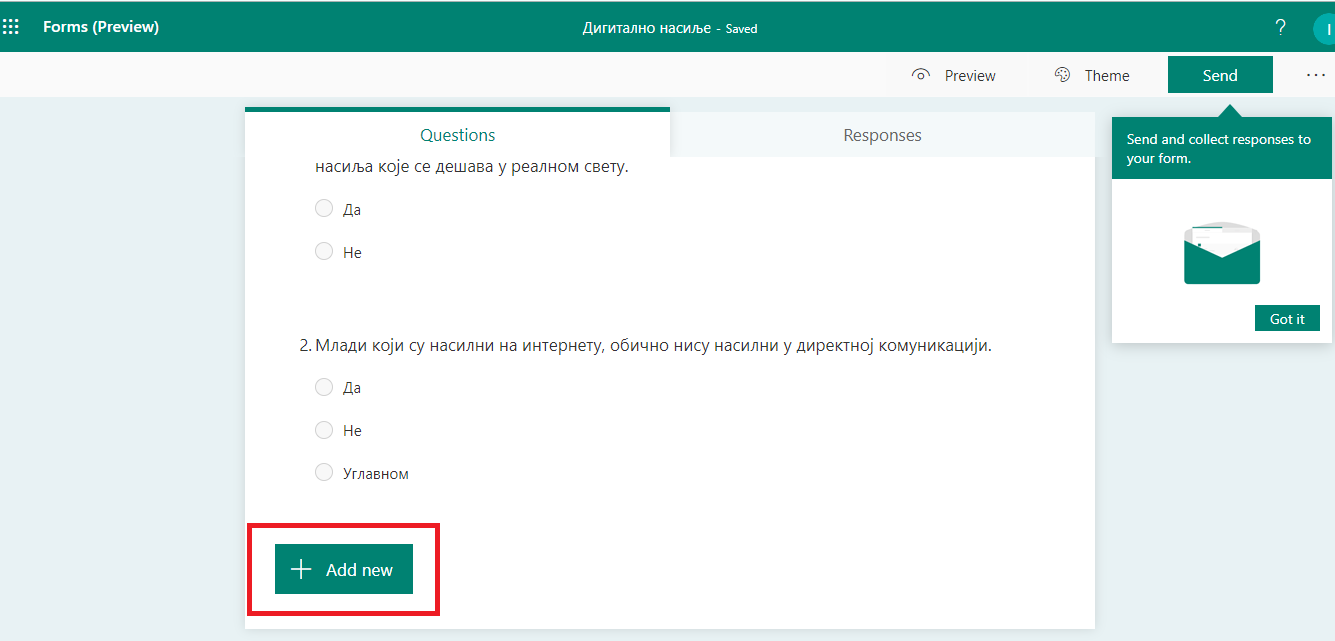 Forms (Preview)
Дигитално насиље - Saved
?
I
Preview
Theme
Send
...
Questions
Responses
Send and collect responses to
your form.
Got it
насиља које се дешава у реалном свету.
Да
Не
2. Млади који су насилни на интернету, обично нису насилни у директној комуникацији.
Да
Не
Углавном
+ Add new